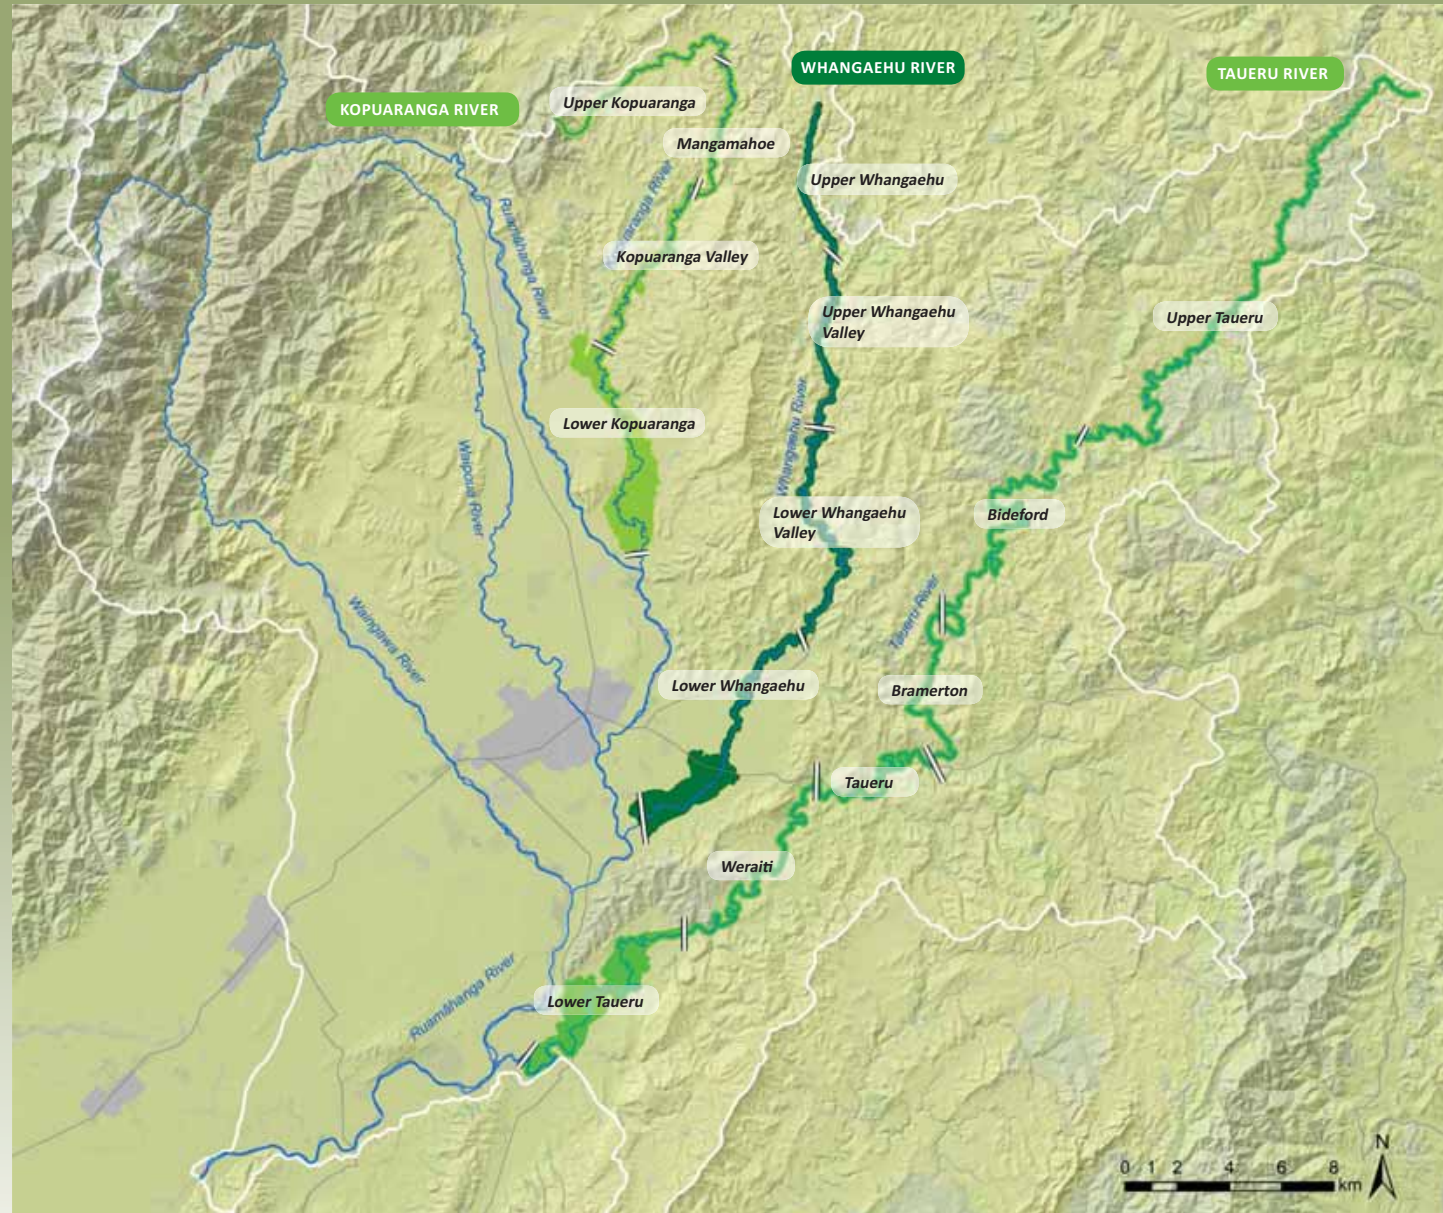 WHANGAEHU RIVER
TAUERU RIVER
KOPUARANGA RIVER
Upper Kopuaranga
Mangamahoe
Upper Whangaehu
Ruamāhanga River
Kopuaranga Valley
Upper Whangaehu
Valley
Upper Taueru
Lower Kopuaranga
Whangaehu River
Waipoua River
Lower Whangaehu
Valley
Bideford
Taueru River
Waingawa River
Lower Whangaehu
Bramerton
Taueru
Weraiti
Ruamāhanga River
Lower Taueru
N
0 1 2 4 6 8
km